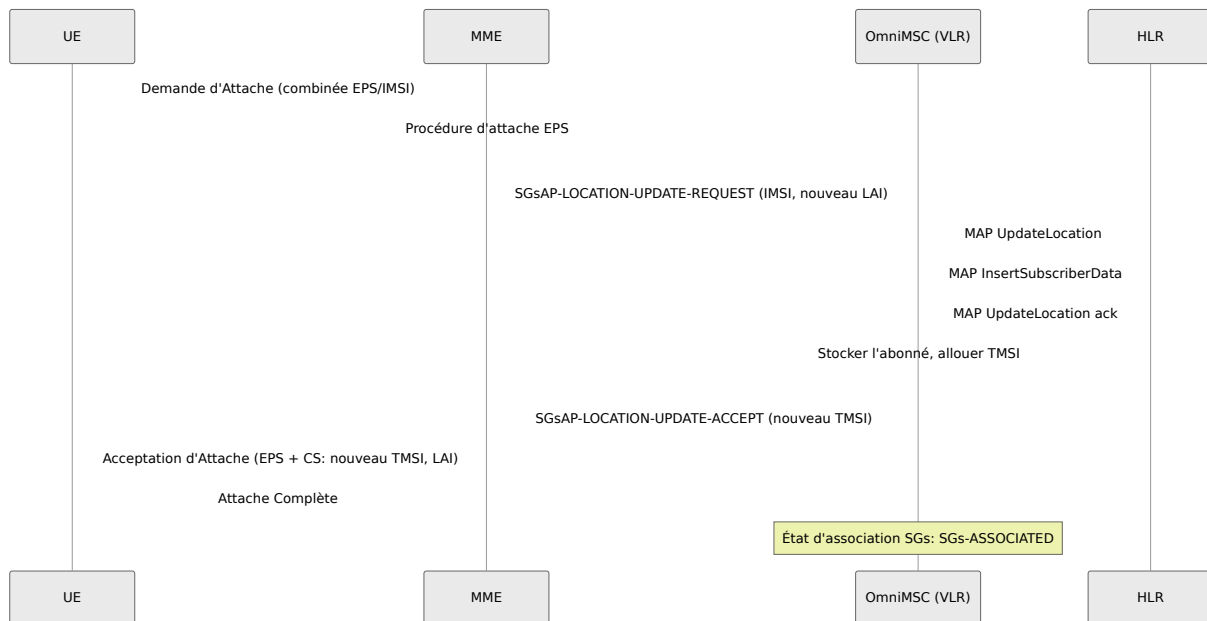 UE
MME
OmniMSC (VLR)
HLR
Demande d'Attache (combinée EPS/IMSI)
Procédure d'attache EPS
SGsAP-LOCATION-UPDATE-REQUEST (IMSI, nouveau LAI)
MAP UpdateLocation
MAP InsertSubscriberData
MAP UpdateLocation ack
Stocker l'abonné, allouer TMSI
SGsAP-LOCATION-UPDATE-ACCEPT (nouveau TMSI)
Acceptation d'Attache (EPS + CS: nouveau TMSI, LAI)
Attache Complète
État d'association SGs: SGs-ASSOCIATED
UE
MME
OmniMSC (VLR)
HLR